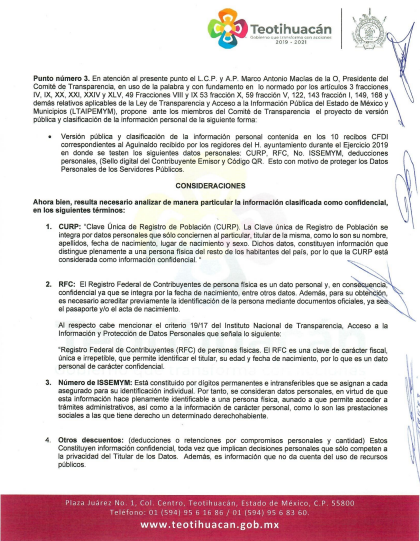 Teotihuacán
Gobierno que transforma con acciones
2019 - 2021
Punto número 3. En atención al presente punto el L.C.P. y A.P. Marco Antonio Macías de la O, Presidente del
Comité de Transparencia, en uso de la palabra y con fundamento en lo normado por los artículos 3 fracciones
IV, IX, XX, XXI, XXIV y XLV, 49 Fracciones VIII y IX 53 fracción X, 59 fracción V, 122, 143 fracción I, 149, 168 y
demás relativos aplicables de la Ley de Transparencia y Acceso a la Información Pública del Estado de México y
Municipios (LTAIPEMYM), propone ante los miembros del Comité de Transparencia el proyecto de versión
pública y clasificación de la información personal de la siguiente forma:
• Versión pública y clasificación de la información personal contenida en los 10 recibos CFDI
correspondientes al Aguinaldo recibido por los regidores del H. ayuntamiento durante el Ejercicio 2019
en donde se testen los siguientes datos personales: CURP, RFC, No. ISSEMYM, deducciones
personales, (Sello digital del Contribuyente Emisor y Código QR. Esto con motivo de proteger los Datos
Personales de los Servidores Públicos.
CONSIDERACIONES
Ahora bien, resulta necesario analizar de manera particular la información clasificada como confidencial,
en los siguientes términos:
1. CURP: "Clave Única de Registro de Población (CURP). La Clave única de Registro de Población se
integra por datos personales que sólo conciernen al particular, titular de la misma, como lo son su nombre,
apellidos, fecha de nacimiento, lugar de nacimiento y sexo. Dichos datos, constituyen información que
distingue plenamente a una persona física del resto de los habitantes del país, por lo que la CURP está
considerada como información confidencial. "
2. RFC: El Registro Federal de Contribuyentes de persona física es un dato personal y, en consecuencia,
confidencial ya que se integra por la fecha de nacimiento, entre otros datos. Además, para su obtención,
es necesario acreditar previamente la identificación de la persona mediante documentos oficiales, ya sea
el pasaporte y/o el acta de nacimiento.
Al respecto cabe mencionar el criterio 19/17 del Instituto Nacional de Transparencia, Acceso a la
Información y Protección de Datos Personales que señala lo siguiente:
"Registro Federal de Contribuyentes (RFC) de personas físicas. El RFC es una clave de carácter fiscal,
única e irrepetible, que permite identificar al titular, su edad y fecha de nacimiento, por lo que es un dato
personal de carácter confidencial.
3. Número de ISSEMYM: Está constituido por dígitos permanentes e intransferibles que se asignan a cada
asegurado para su identificación individual. Por tanto, se consideran datos personales, en virtud de que
esta información hace plenamente identificable a una persona física, aunado a que permite acceder a
trámites administrativos, así como a la información de carácter personal, como lo son las prestaciones
sociales a las que tiene derecho un determinado derechohabiente.
4. Otros descuentos: (deducciones o retenciones por compromisos personales y cantidad) Estos
Constituyen información confidencial, toda vez que implican decisiones personales que sólo competen a
la privacidad del Titular de los Datos. Además, es información que no da cuenta del uso de recursos
públicos.
Plaza Juárez No. 1, Col. Centro, Teotihuacán, Estado de México, C.P. 55800
Teléfono: 01 (594) 95 6 16 86 / 01 (594) 95 6 83 60.
www.teotihuacan.gob.mx